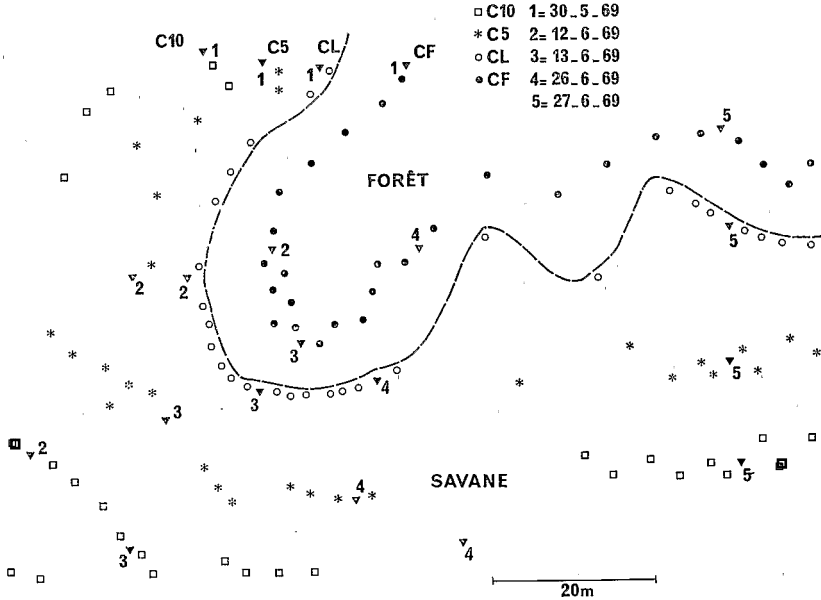 C10 1= 30_5_69
C5 2= 12_6_69
CL 3= 13_6_69
CF 4= 26_6_69
5= 27_6_69
C10 1 C5 CL CF
1 1 1
5
FORÊT
5
2 4
2 2
3
5
3 4
3
2
5
4
SAVANE
3
4
20m